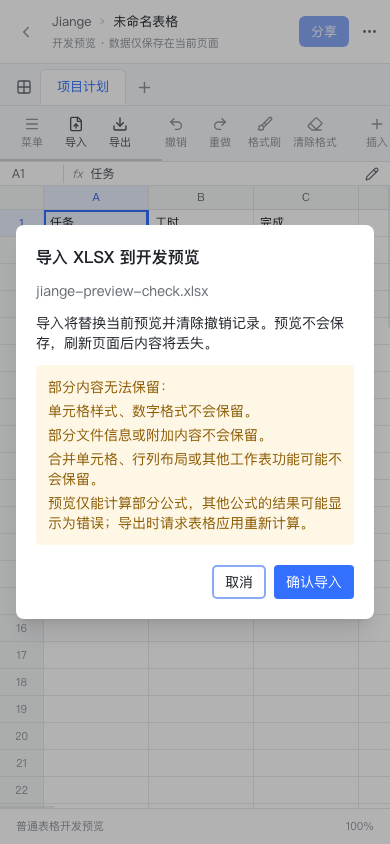 Jiange > 未命名表格
开发预览 · 数据仅保存在当前页面
分享
项目计划
菜单 导入 导出 撤销 重做 格式刷 清除格式 插入
A1 fx 任务
A B C
1 任务 工时 完成
导入 XLSX 到开发预览
jiange-preview-check.xlsx
导入将替换当前预览并清除撤销记录。预览不会保
存，刷新页面后内容将丢失。
部分内容无法保留：
单元格样式、数字格式不会保留。
部分文件信息或附加内容不会保留。
合并单元格、行列布局或其他工作表功能可能不
会保留。
预览仅能计算部分公式，其他公式的结果可能显
示为错误；导出时请求表格应用重新计算。
取消 确认导入
16
17
18
19
20
21
22
普通表格开发预览 100%